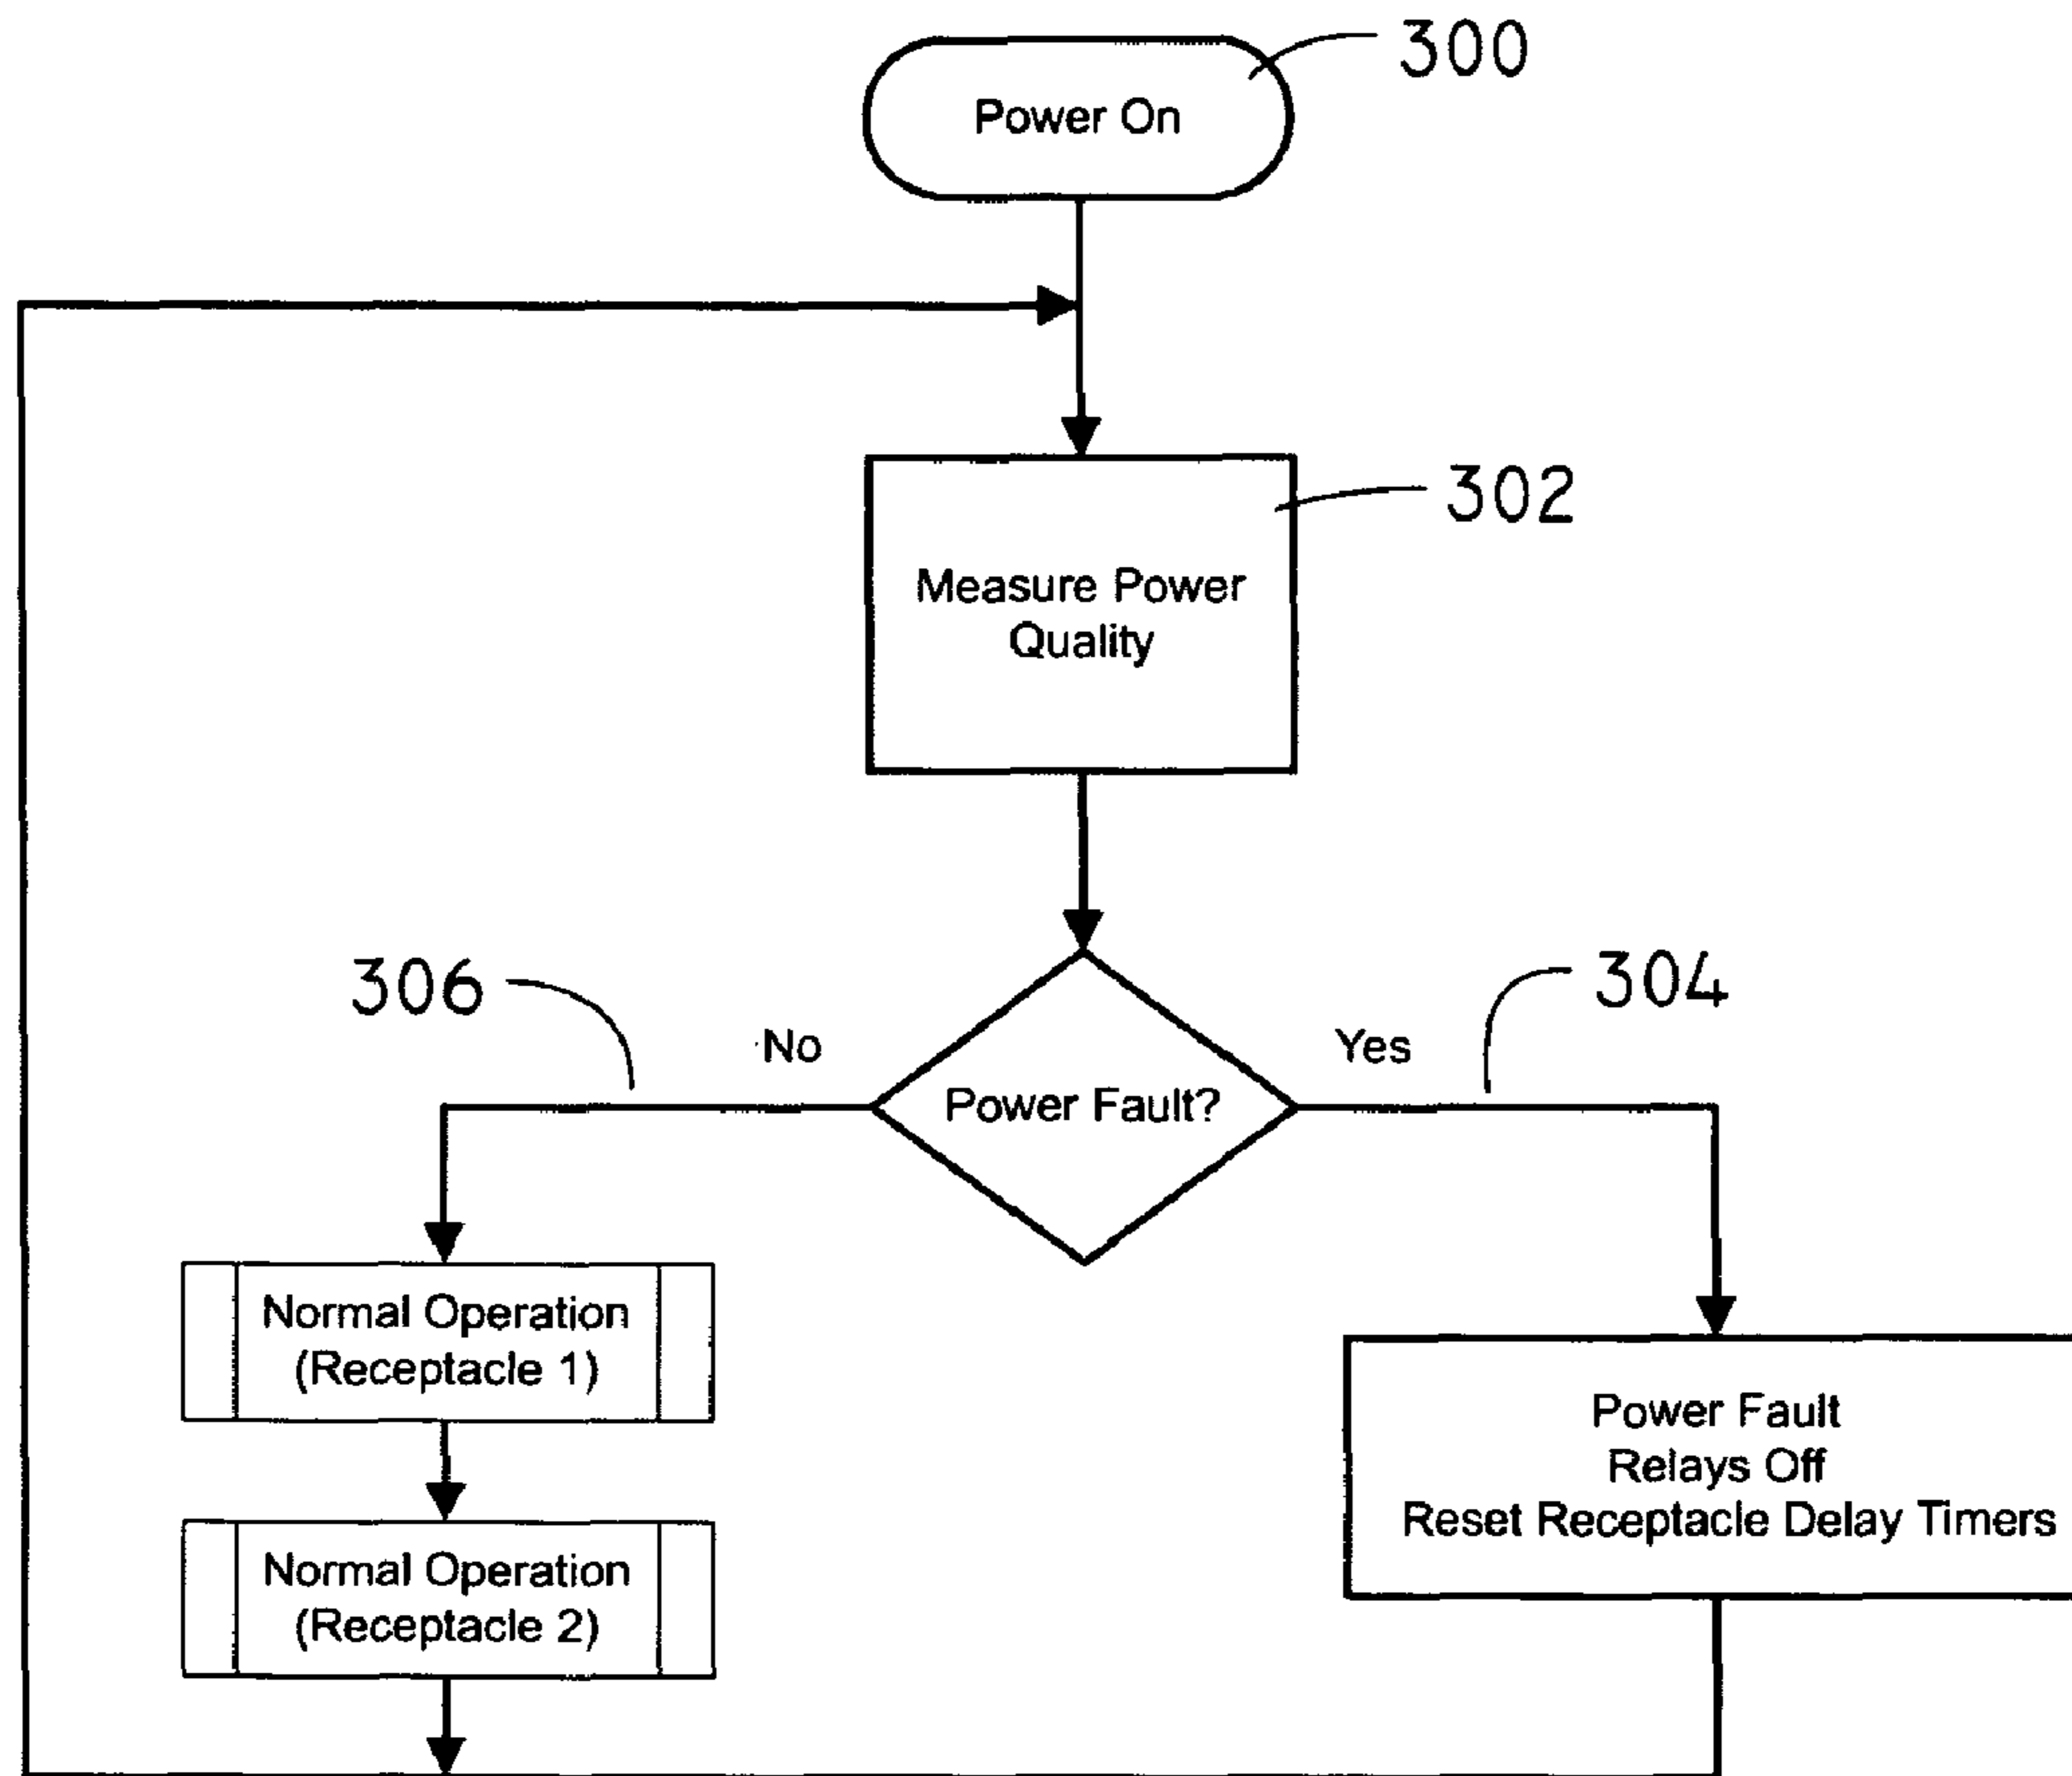 300
Power On
302
Measure Power
Quality
306
304
No
Yes
Power Fault?
Normal Operation
(Receptacle 1)
Power Fault
Relays Off
Reset Receptacle Delay Timers
Normal Operation
(Receptacle 2)